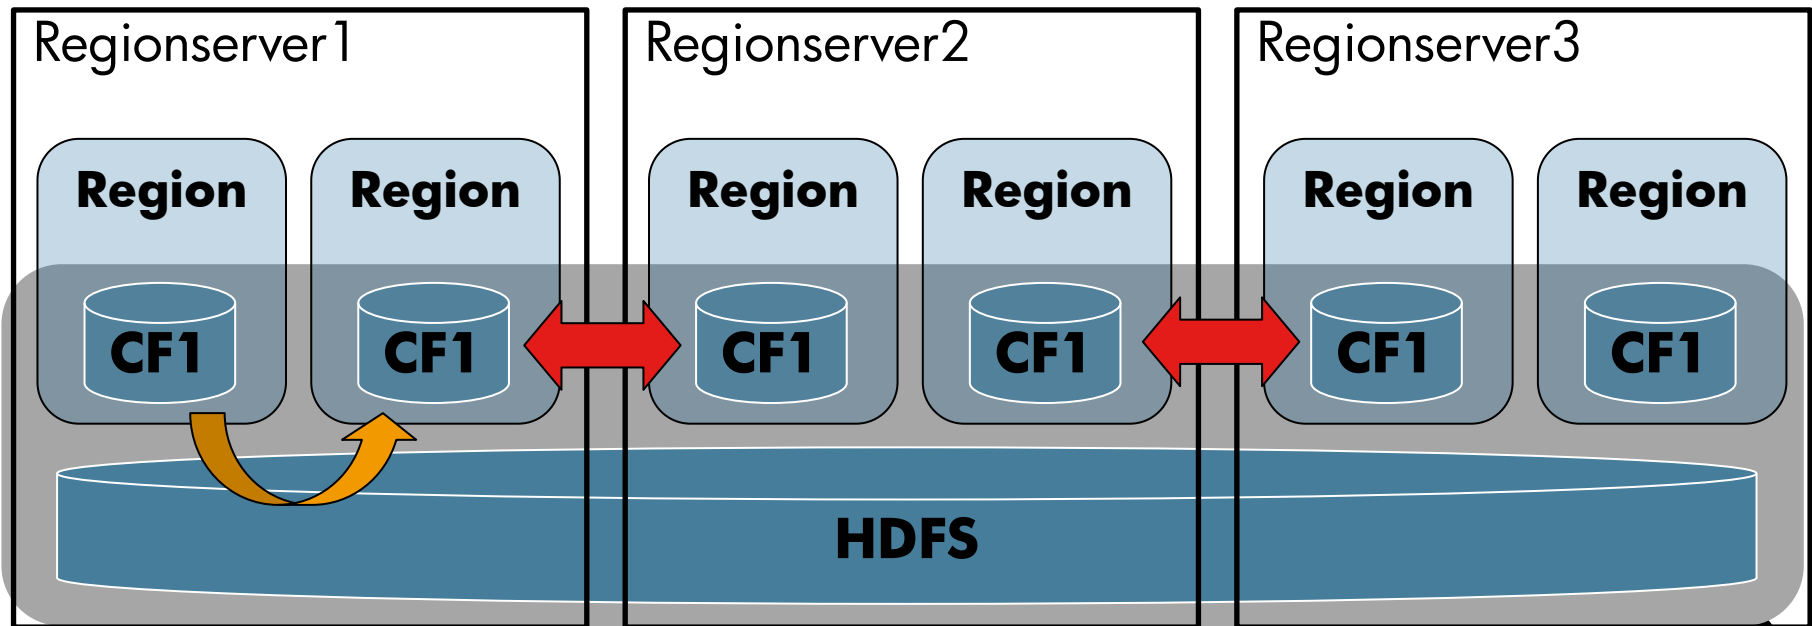 Regionserver1 Regionserver2 Regionserver3
Region Region Region Region Region Region
CF1 CF1 CF1 CF1 CF1 CF1
HDFS